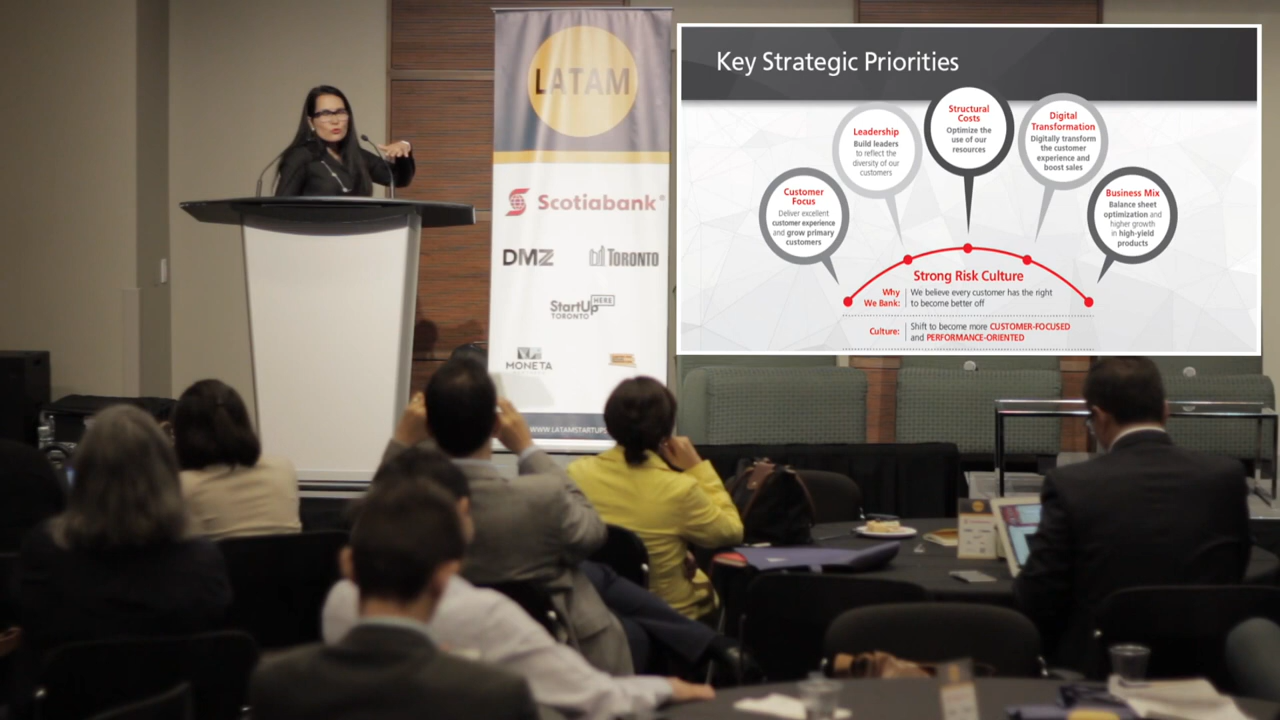 LATAM
Scotiabank®
DMZ
TORONTO
StartUp HERE
TORONTO
MONETA
WWW.LATAMSTARTUPS
Key Strategic Priorities
Customer
Focus
Deliver excellent
customer experience
and grow primary
customers
Leadership
Build leaders
to reflect the
diversity of our
customers
Structural
Costs
Optimize the
use of our
resources
Digital
Transformation
Digitally transform
the customer
experience and
boost sales
Business Mix
Balance sheet
optimization and
higher growth
in high-yield
products
Strong Risk Culture
Why
We Bank:
We believe every customer has the right
to become better off
Culture:
Shift to become more CUSTOMER-FOCUSED
and PERFORMANCE-ORIENTED